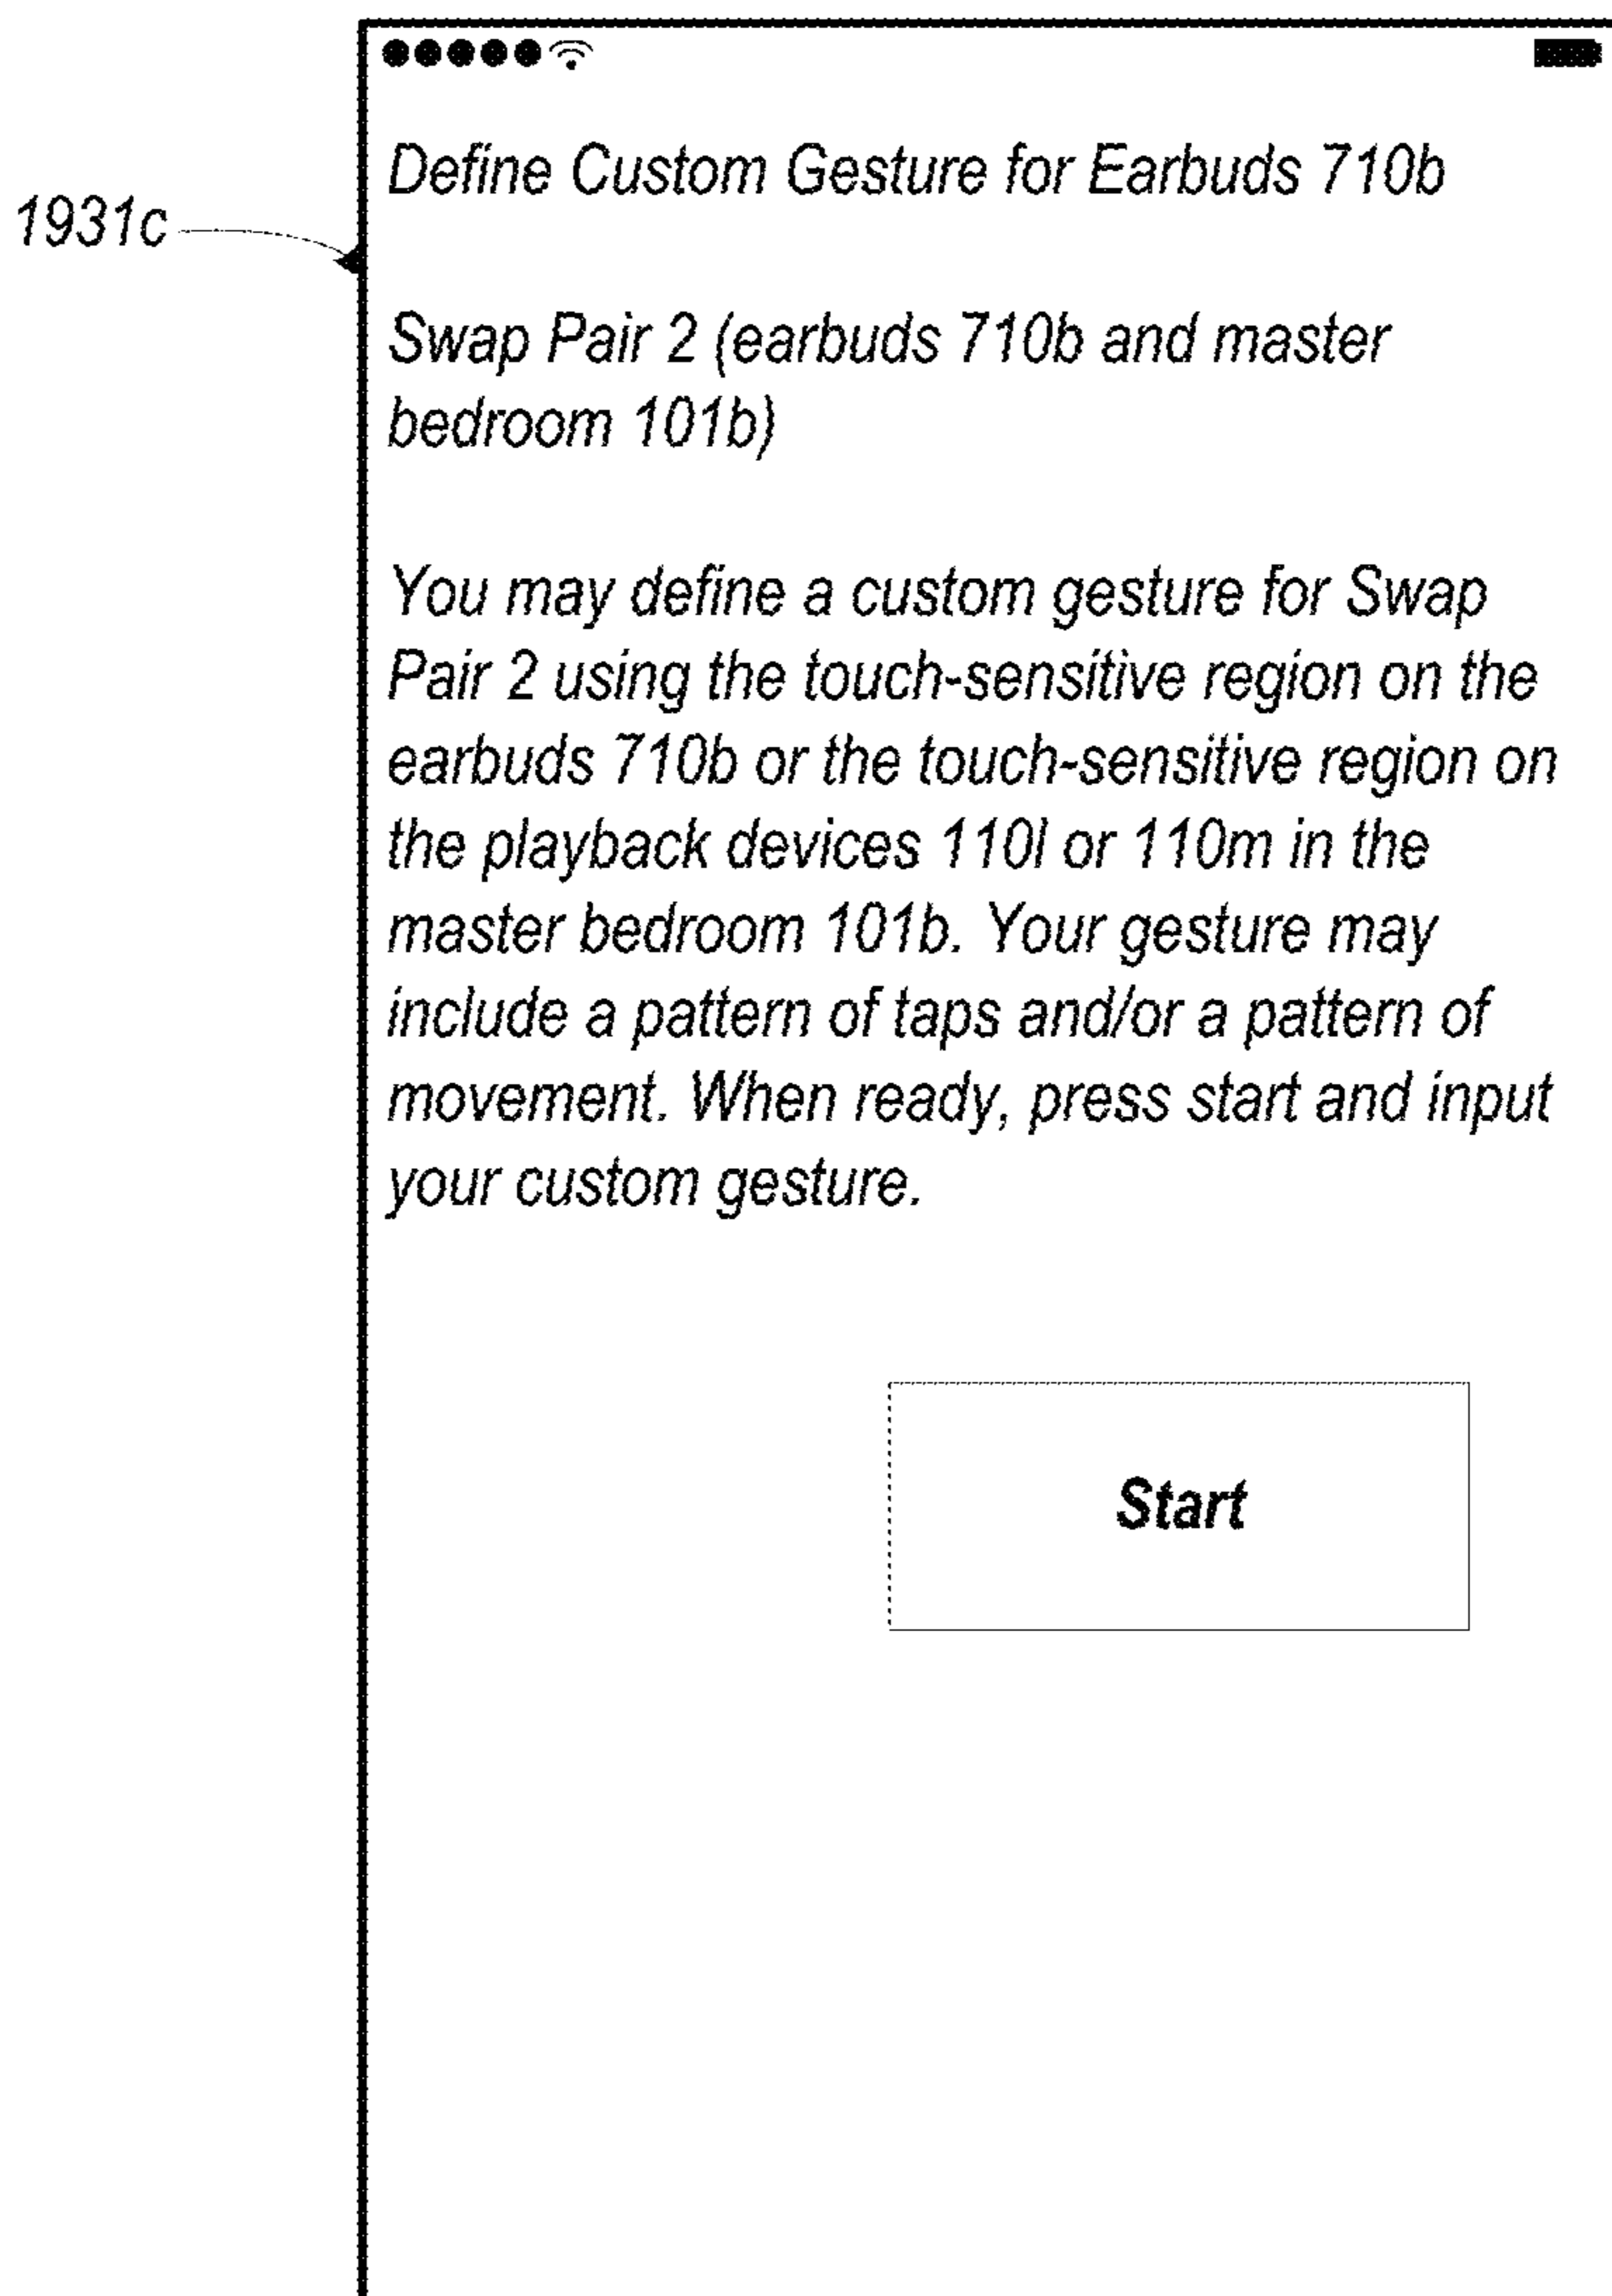 Define Custom Gesture for Earbuds 710b
1931c
Swap Pair 2 (earbuds 710b and master
bedroom 101b)
You may define a custom gesture for Swap
Pair 2 using the touch-sensitive region on the
earbuds 710b or the touch-sensitive region on
the playback devices 110l or 110m in the
master bedroom 101b. Your gesture may
include a pattern of taps and/or a pattern of
movement. When ready, press start and input
your custom gesture.
Start